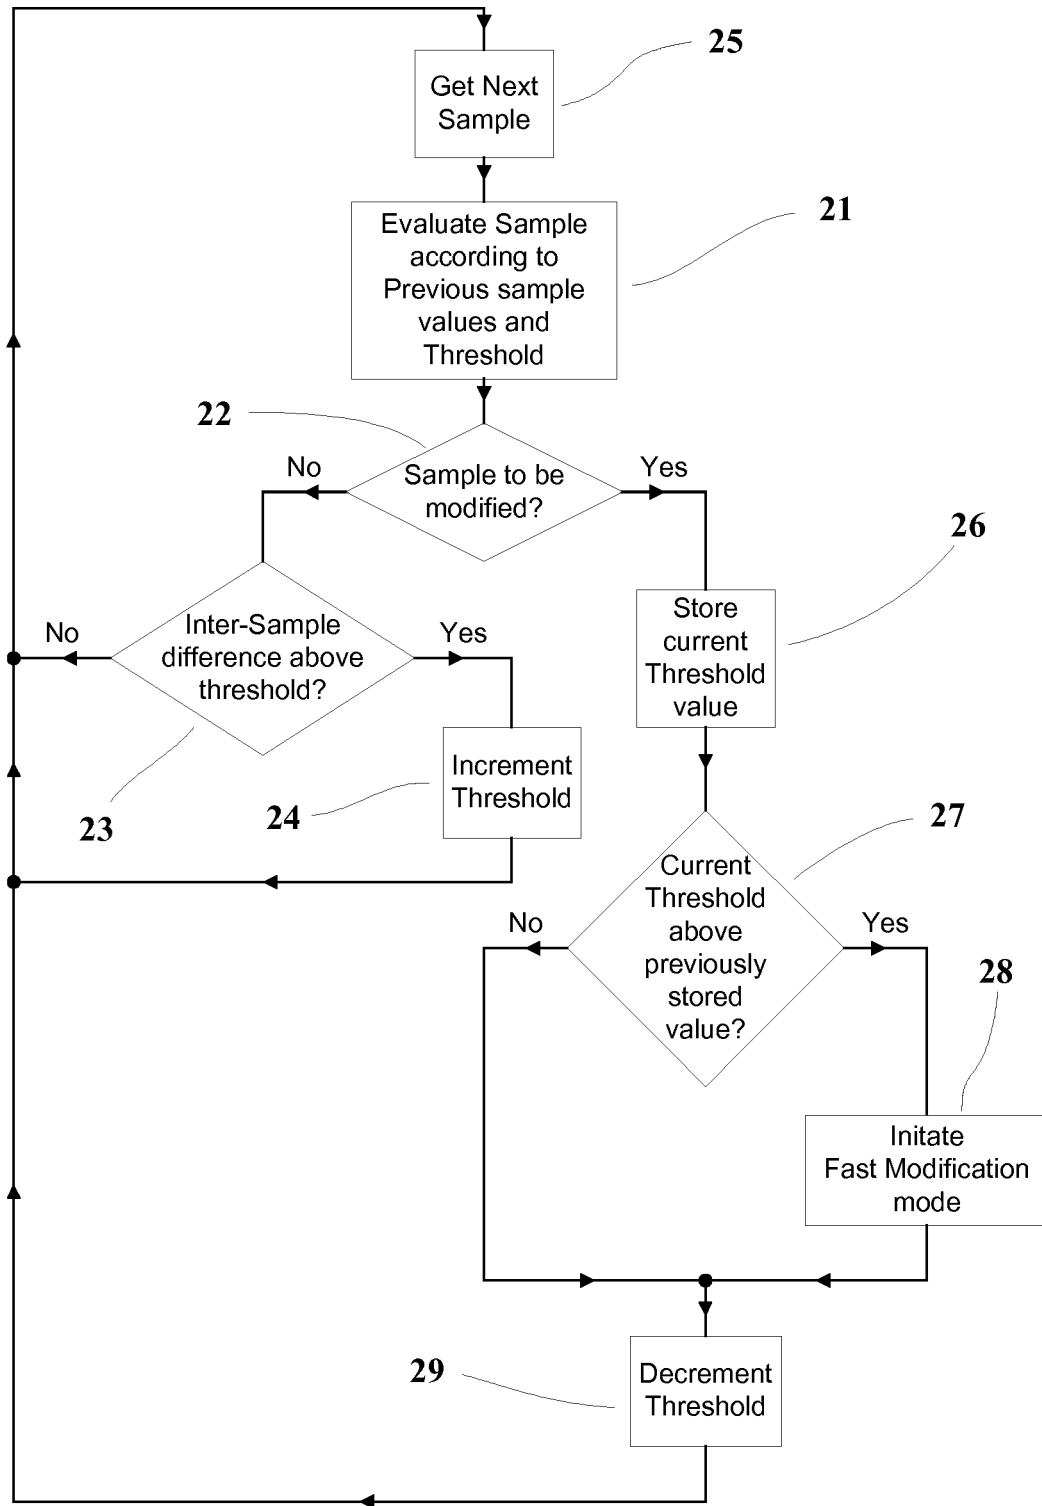 25
Get Next
Sample
21
Evaluate Sample
according to
Previous sample
values and
Threshold
22
No
Sample to be
modified?
Yes
26
No
Inter-Sample
difference above
threshold?
Yes
Store
current
Threshold
value
23
24
Increment
Threshold
27
No
Current
Threshold
above
previously
stored
value?
Yes
28
Initate
Fast Modification
mode
29
Decrement
Threshold